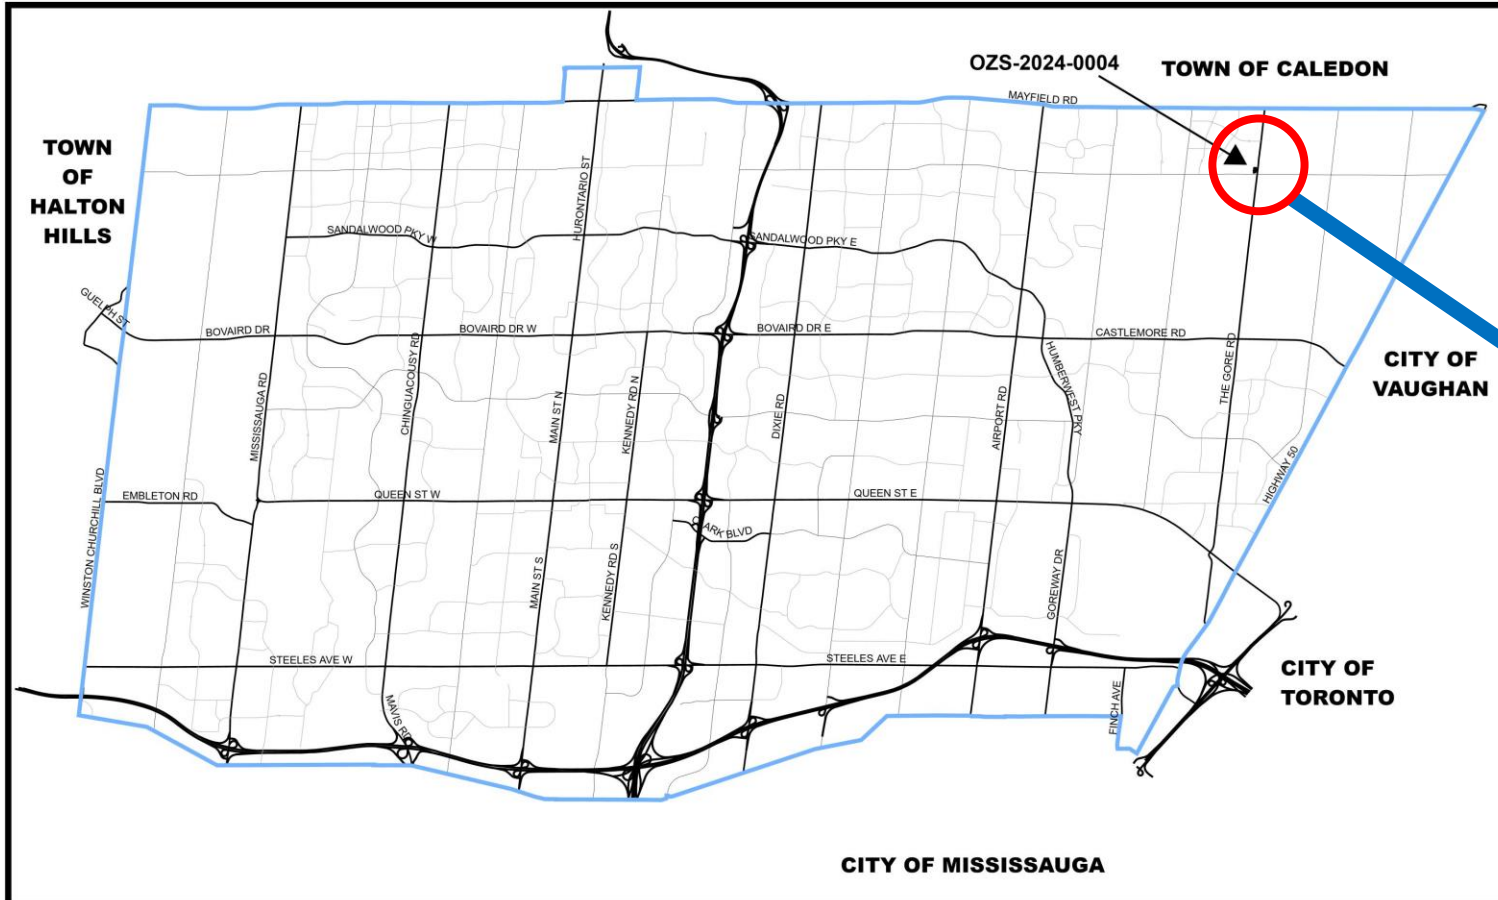 OZS-2024-0004
TOWN OF CALEDON
MAYFIELD RD
TOWN
OF
HALTON
HILLS
HURONTARIO ST
SANDALWOOD PKY W
SANDALWOOD PKY E
GUELPH ST
BOVAIRD DR
BOVAIRD DR W
BOVAIRD DR E
CASTLEMORE RD
CITY OF
VAUGHAN
MISSISSAUGA RD
CHINGUACOUSY RD
MAIN ST N
KENNEDY RD N
DIXIE RD
AIRPORT RD
HUMBERWEST PKY
THE GORE RD
HIGHWAY 50
WINSTON CHURCHILL BLVD
EMBLETON RD
QUEEN ST W
QUEEN ST E
CLARK BLVD
MAIN ST S
KENNEDY RD S
GOREWAY DR
STEELES AVE W
STEELES AVE E
CITY OF
TORONTO
MAVIS RD
FINCH AVE
CITY OF MISSISSAUGA